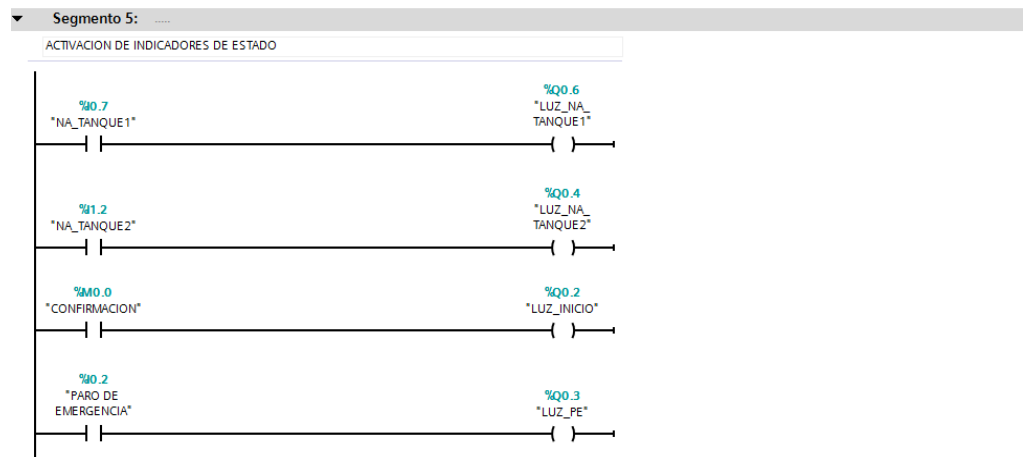 Segmento 5: .....
ACTIVACION DE INDICADORES DE ESTADO
%Q0.6
%I0.7
"LUZ_NA_
"NA_TANQUE1"
TANQUE1"
%Q0.4
%I1.2
"LUZ_NA_
"NA_TANQUE2"
TANQUE2"
%M0.0
%Q0.2
"CONFIRMACION"
"LUZ_INICIO"
%I0.2
"PARO DE
%Q0.3
EMERGENCIA"
"LUZ_PE"